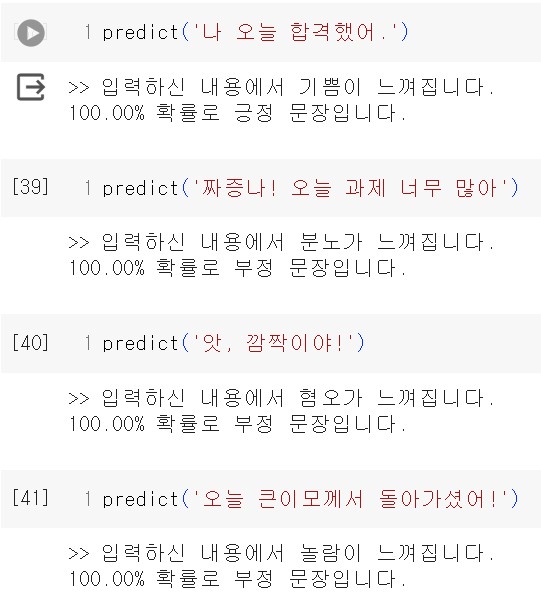 1 predict('나 오늘 합격했어.')
>> 입력하신 내용에서 기쁨이 느껴집니다.
100.00% 확률로 긍정 문장입니다.
[39] 1 predict('짜증나! 오늘 과제 너무 많아')
>> 입력하신 내용에서 분노가 느껴집니다.
100.00% 확률로 부정 문장입니다.
[40] 1 predict('앗, 깜짝이야!')
>> 입력하신 내용에서 혐오가 느껴집니다.
100.00% 확률로 부정 문장입니다.
[41] 1 predict('오늘 큰이모께서 돌아가셨어!')
>> 입력하신 내용에서 놀람이 느껴집니다.
100.00% 확률로 부정 문장입니다.